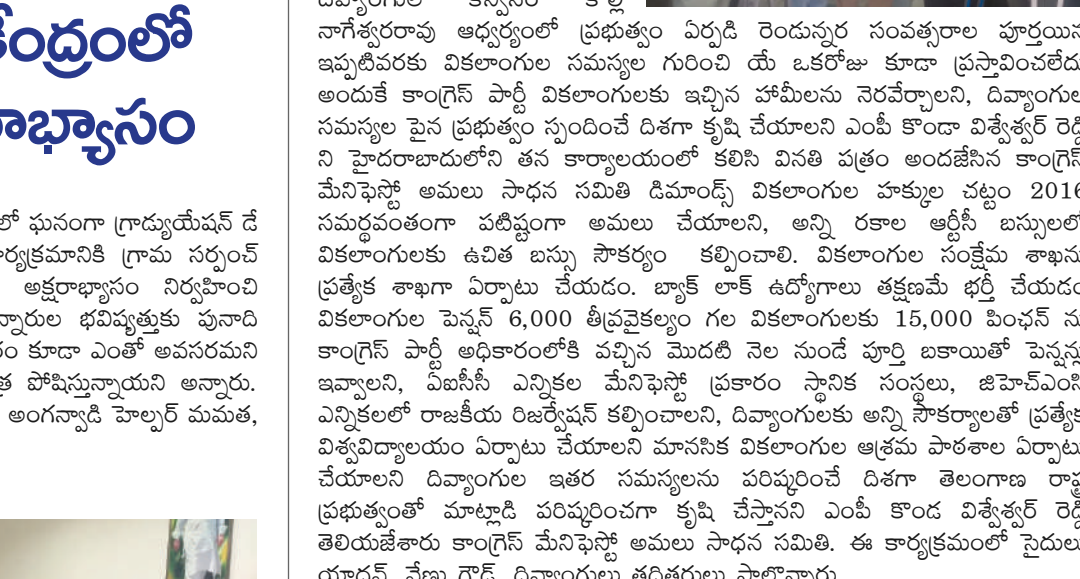 కేంద్రంలో
లో ఘనంగా గ్రాడ్యుయేషన్ డే
గ్రామ సర్పంచ్
అక్షరాభ్యాసం నిర్వహించి
భవిష్యత్తుకు పునాది
కూడా ఎంతో అవసరమని
పోషిస్తున్నాయని అన్నారు.
అంగన్వాడి హెల్పర్ మమత,
నాగేశ్వరరావు ఆధ్వర్యంలో ప్రభుత్వం ఏర్పడి రెండున్నర సంవత్సరాల పూర్తయిన
ఇప్పటివరకు వికలాంగుల సమస్యల గురించి యే ఒకరోజు కూడా ప్రస్తావించలేదు
అందుకే కాంగ్రెస్ పార్టీ వికలాంగులకు ఇచ్చిన హామీలను నెరవేర్చాలని, దివ్యాంగుల
సమస్యల పైన ప్రభుత్వం స్పందించే దిశగా కృషి చేయాలని ఎంపీ కొండా విశ్వేశ్వర్ రెడ్డి
ని హైదరాబాదులోని తన కార్యాలయంలో కలిసి వినతి పత్రం అందజేసిన కాంగ్రెస్
మేనిఫెస్టో అమలు సాధన సమితి డిమాండ్స్ వికలాంగుల హక్కుల చట్టం 2016
సమర్థవంతంగా పటిష్టంగా అమలు చేయాలని, అన్ని రకాల ఆర్టీసీ బస్సులలో
వికలాంగులకు ఉచిత బస్సు సౌకర్యం కల్పించాలి. వికలాంగుల సంక్షేమ శాఖను
ప్రత్యేక శాఖగా ఏర్పాటు చేయడం. బ్యాక్ లాక్ ఉద్యోగాలు తక్షణమే భర్తీ చేయడం
వికలాంగుల పెన్షన్ 6,000 తీవ్రవైకల్యం గల వికలాంగులకు 15,000 పింఛన్ ను
కాంగ్రెస్ పార్టీ అధికారంలోకి వచ్చిన మొదటి నెల నుండే పూర్తి బకాయితో పెన్షన్లు
ఇవ్వాలని, ఏఐసీసీ ఎన్నికల మేనిఫెస్టో ప్రకారం స్థానిక సంస్థలు, జిహెచ్ఎంసి
ఎన్నికలలో రాజకీయ రిజర్వేషన్ కల్పించాలని, దివ్యాంగులకు అన్ని సౌకర్యాలతో ప్రత్యేక
విశ్వవిద్యాలయం ఏర్పాటు చేయాలని మానసిక వికలాంగుల ఆశ్రమ పాఠశాల ఏర్పాటు
చేయాలని దివ్యాంగుల ఇతర సమస్యలను పరిష్కరించే దిశగా తెలంగాణ రాష్ట్ర
ప్రభుత్వంతో మాట్లాడి పరిష్కరించగా కృషి చేస్తానని ఎంపీ కొండ విశ్వేశ్వర్ రెడ్డి
తెలియజేశారు కాంగ్రెస్ మేనిఫెస్టో అమలు సాధన సమితి. ఈ కార్యక్రమంలో సైదులు